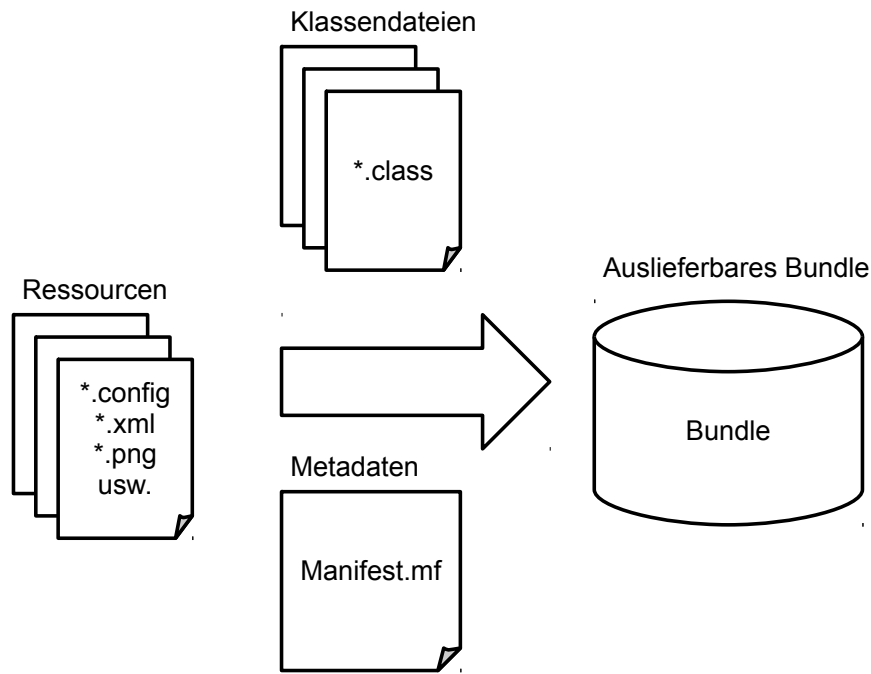 Klassendateien
*.class
Ressourcen
*.config
*.xml
*.png
usw.
Metadaten
Manifest.mf
Auslieferbares Bundle
Bundle